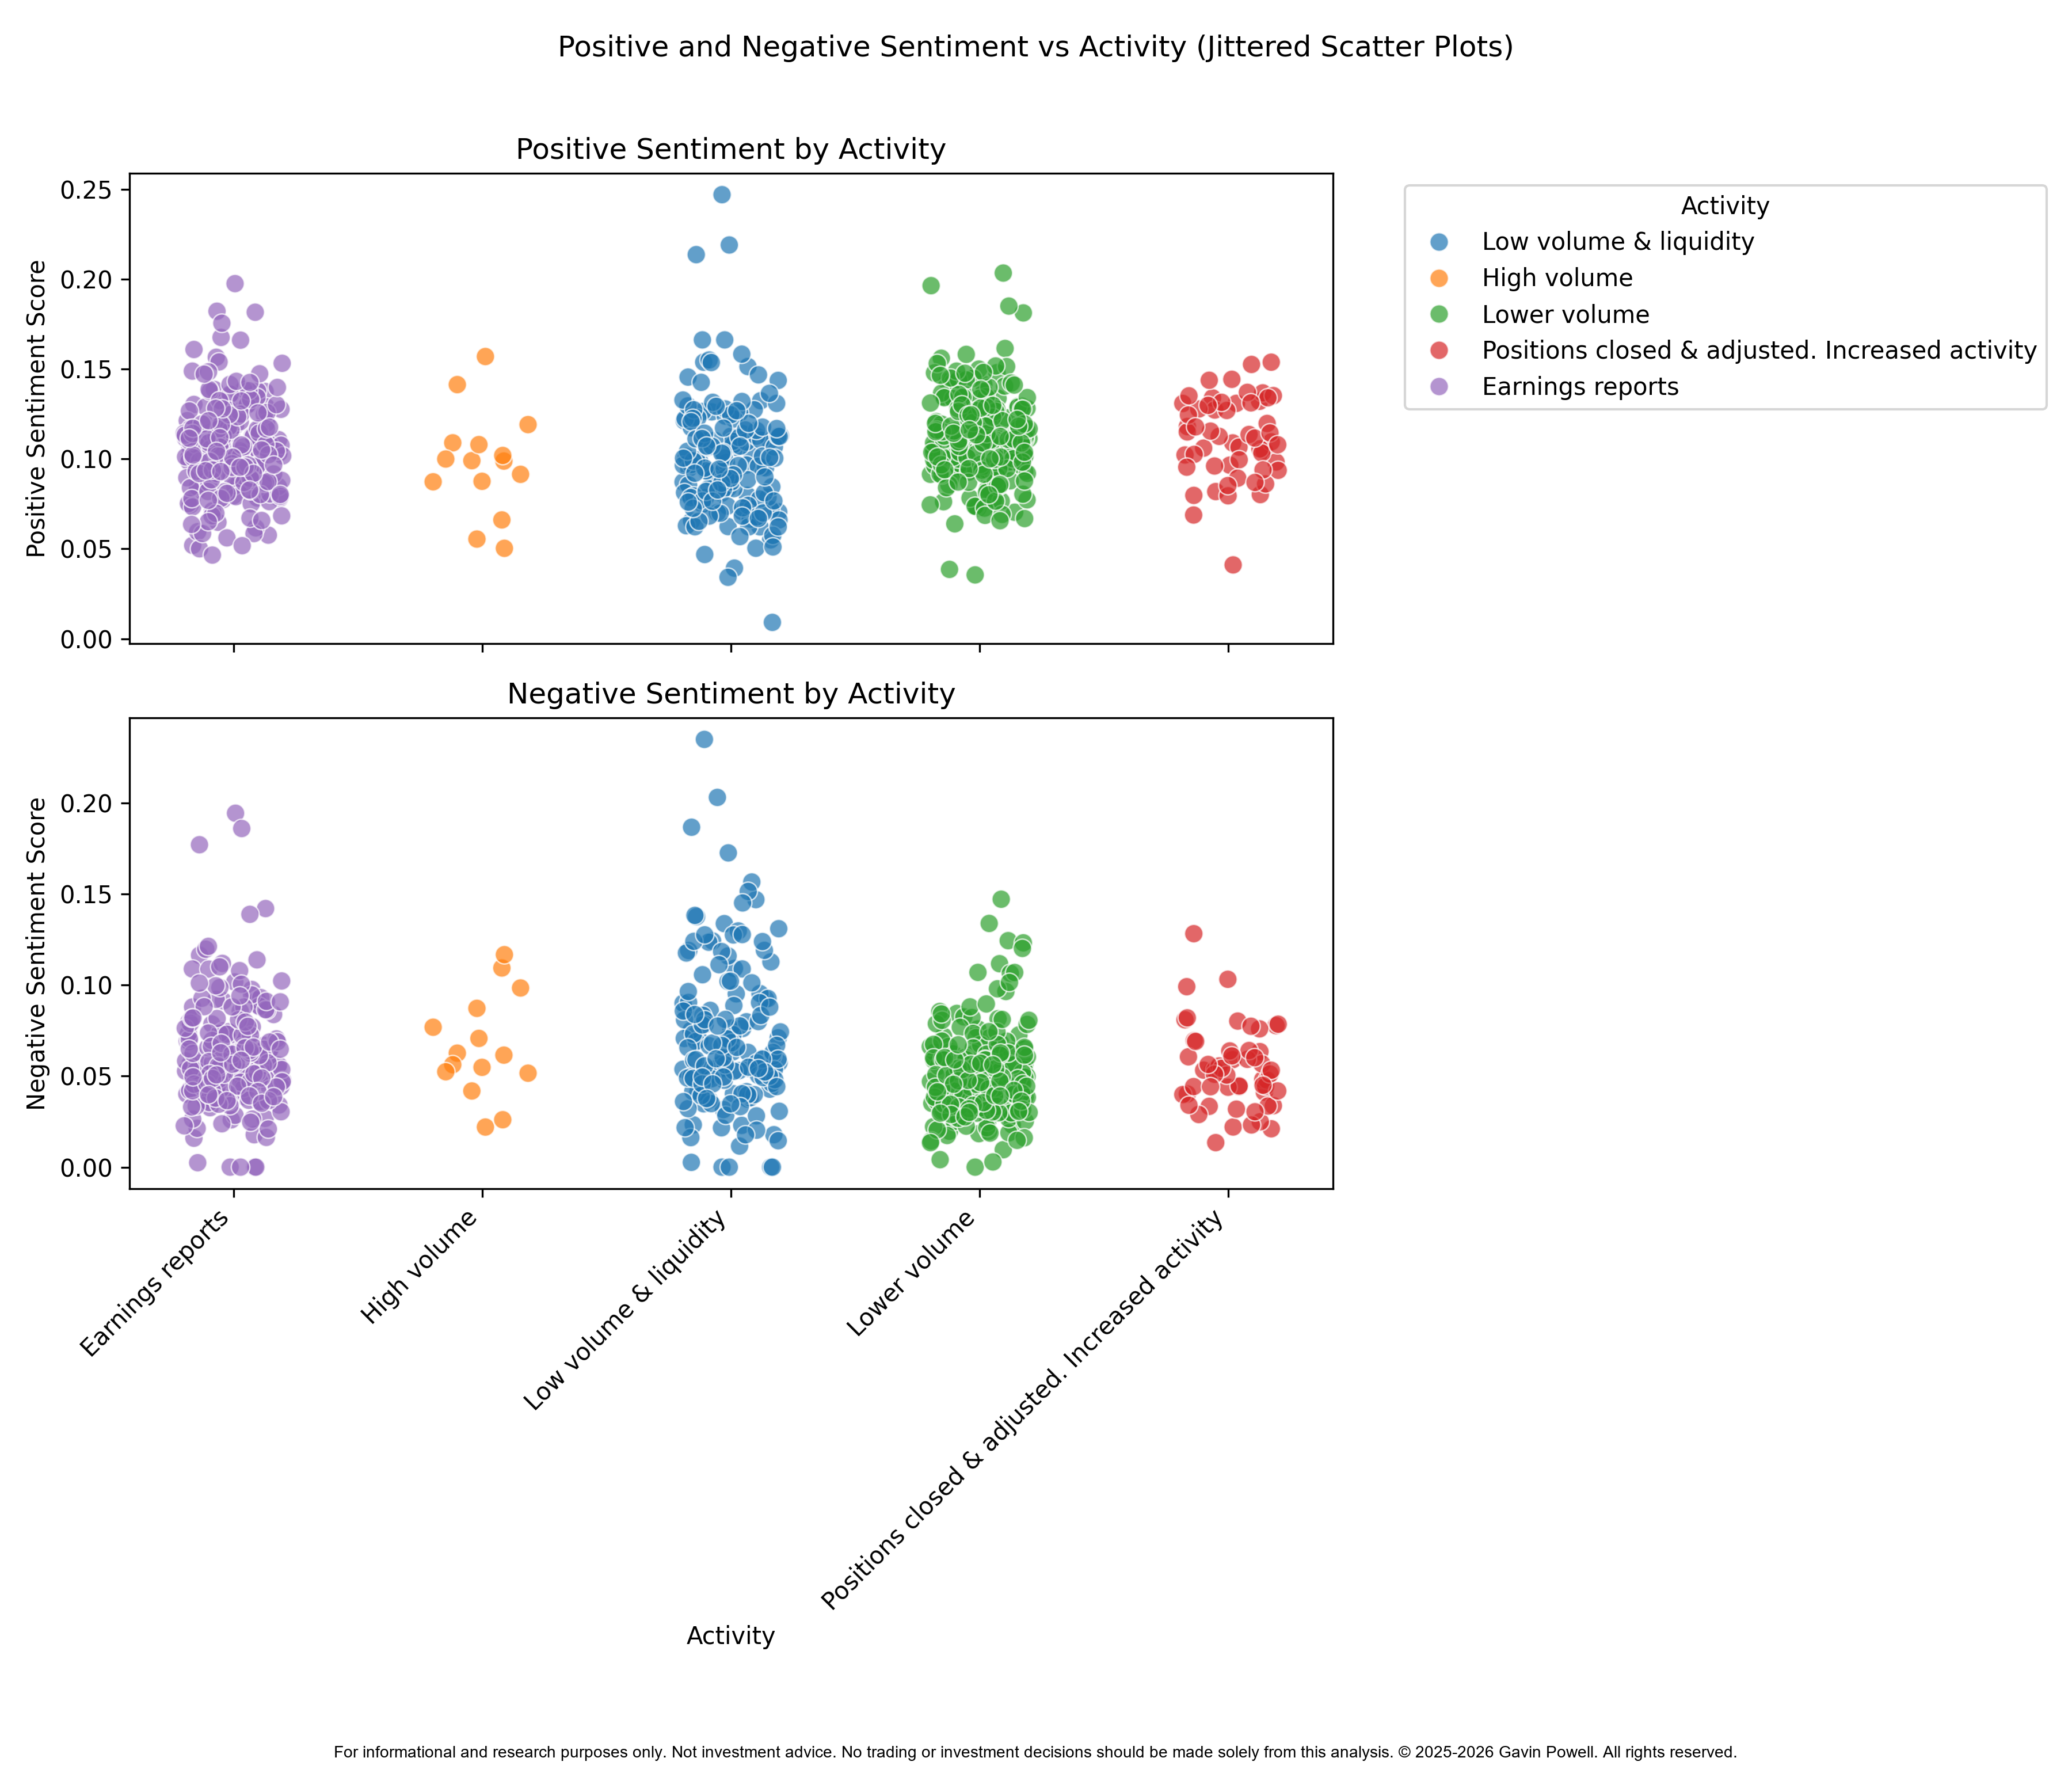 Positive and Negative Sentiment vs Activity (Jittered Scatter Plots)
Positive Sentiment by Activity
Positive Sentiment Score
0.25
0.20
0.15
0.10
0.05
0.00
Activity
Low volume & liquidity
High volume
Lower volume
Positions closed & adjusted. Increased activity
Earnings reports
Negative Sentiment by Activity
Negative Sentiment Score
0.20
0.15
0.10
0.05
0.00
Earnings reports
High volume
Low volume & liquidity
Lower volume
Positions closed & adjusted. Increased activity
Activity
For informational and research purposes only. Not investment advice. No trading or investment decisions should be made solely from this analysis. © 2025-2026 Gavin Powell. All rights reserved.